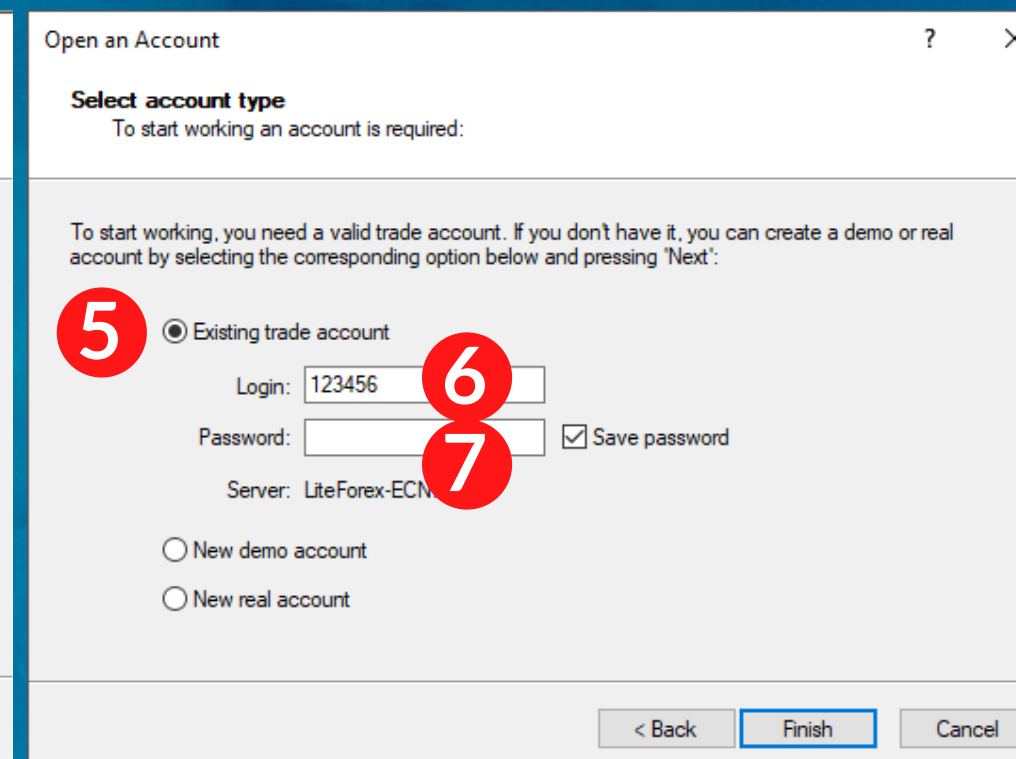 Open an Account ?
Select account type
To start working an account is required:
To start working, you need a valid trade account. If you don't have it, you can create a demo or real
account by selecting the corresponding option below and pressing 'Next':
5 Existing trade account
Login: 123456 6
Password: 7 Save password
Server: LiteForex-ECN
New demo account
New real account
< Back Finish Cancel